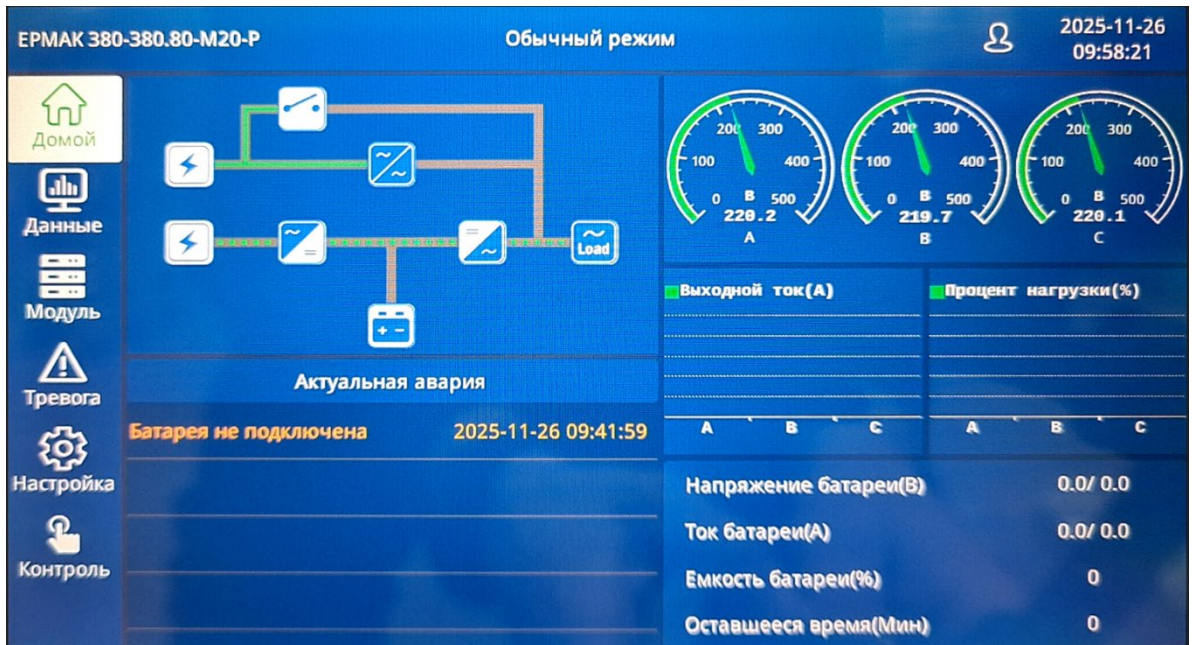 ЕРМАК 380-380.80-М20-Р
Обычный режим
2025-11-26
09:58:21
Домой
Данные
Модуль
Тревога
Настройка
Контроль
Load
0 100 200 300 400 500
В
220.2
A
0 100 200 300 400 500
В
219.7
B
0 100 200 300 400 500
В
220.1
C
Выходной ток(А)
A B C
Процент нагрузки(%)
A B C
Актуальная авария
Батарея не подключена 2025-11-26 09:41:59
Напряжение батареи(В) 0.0/ 0.0
Ток батареи(А) 0.0/ 0.0
Емкость батареи(%) 0
Оставшееся время(Мин) 0